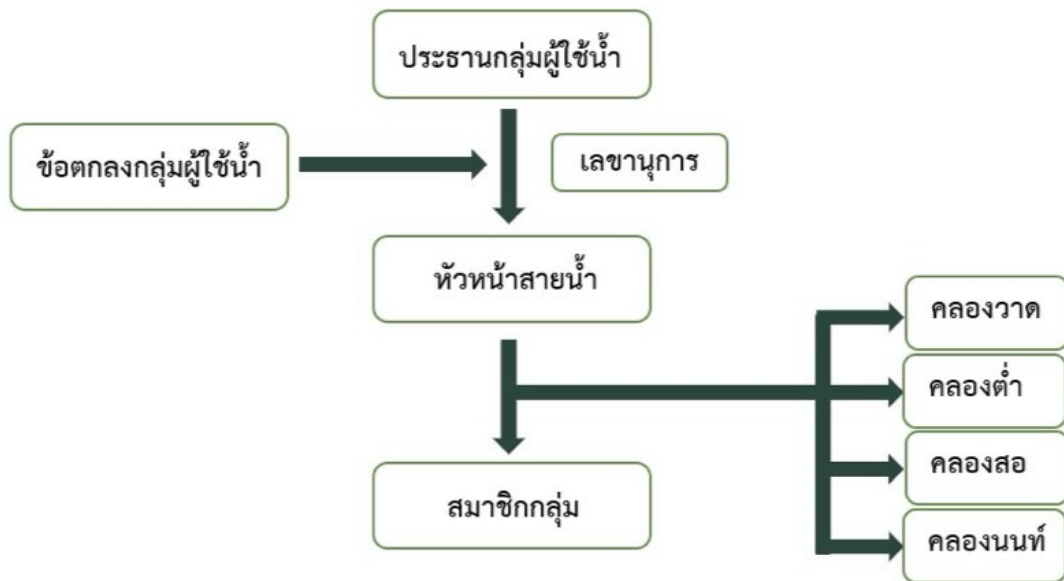 ประธานกลุ่มผู้ใช้น้ำ
ข้อตกลงกลุ่มผู้ใช้น้ำ
เลขานุการ
หัวหน้าสายน้ำ
คลองวาด
คลองต่ำ
คลองสอ
คลองนนท์
สมาชิกกลุ่ม